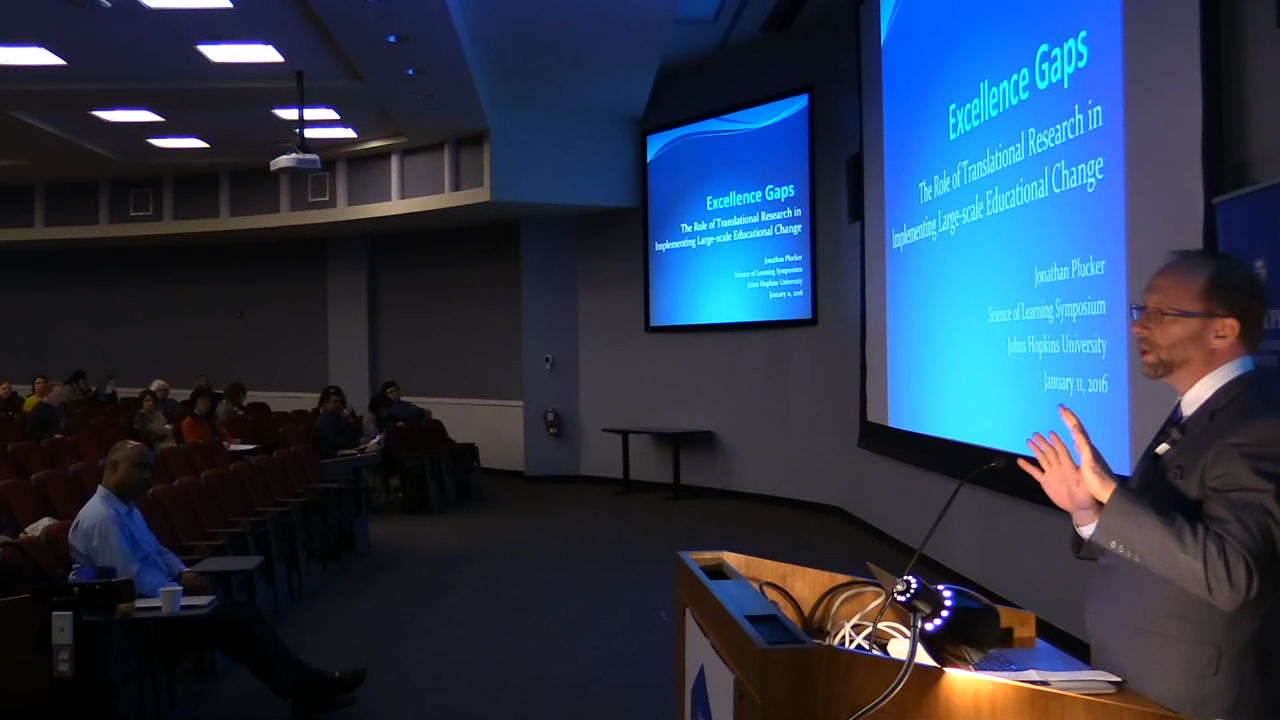 Excellence Gaps
The Role of Translational Research in
Implementing Large-scale Educational Change
Jonathan Plucker
Science of Learning Symposium
Johns Hopkins University
January 11, 2016
Excellence Gaps
The Role of Translational Research in
Implementing Large-scale Educational Change
Jonathan Plucker
Science of Learning Symposium
Johns Hopkins University
January 11, 2016